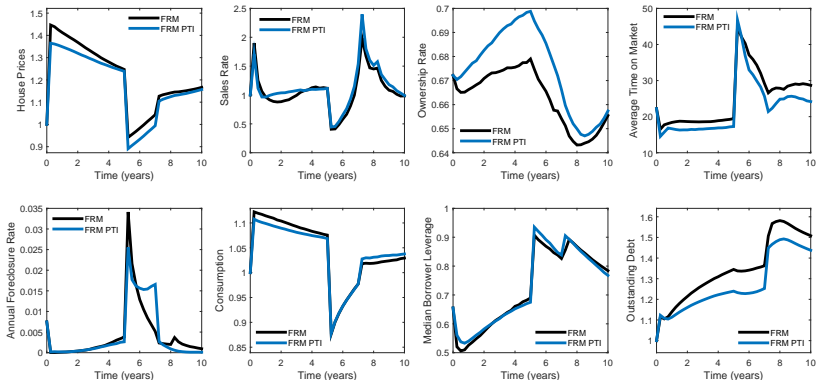 House Prices
1.5
1.4
1.3
1.2
1.1
1
0.9
0 2 4 6 8 10
Time (years)
FRM
FRM PTI
Sales Rate
2.5
2
1.5
1
0.5
0
0 2 4 6 8 10
Time (years)
FRM
FRM PTI
Ownership Rate
0.7
0.69
0.68
0.67
0.66
0.65
0.64
0 2 4 6 8 10
Time (years)
FRM
FRM PTI
Average Time on Market
50
40
30
20
10
0 2 4 6 8 10
Time (years)
FRM
FRM PTI
Annual Foreclosure Rate
0.035
0.03
0.025
0.02
0.015
0.01
0.005
0
0 2 4 6 8 10
Time (years)
FRM
FRM PTI
Consumption
1.1
1.05
1
0.95
0.9
0.85
0 2 4 6 8 10
Time (years)
FRM
FRM PTI
Median Borrower Leverage
1
0.9
0.8
0.7
0.6
0.5
0 2 4 6 8 10
Time (years)
FRM
FRM PTI
Outstanding Debt
1.6
1.5
1.4
1.3
1.2
1.1
1
0 2 4 6 8 10
Time (years)
FRM
FRM PTI